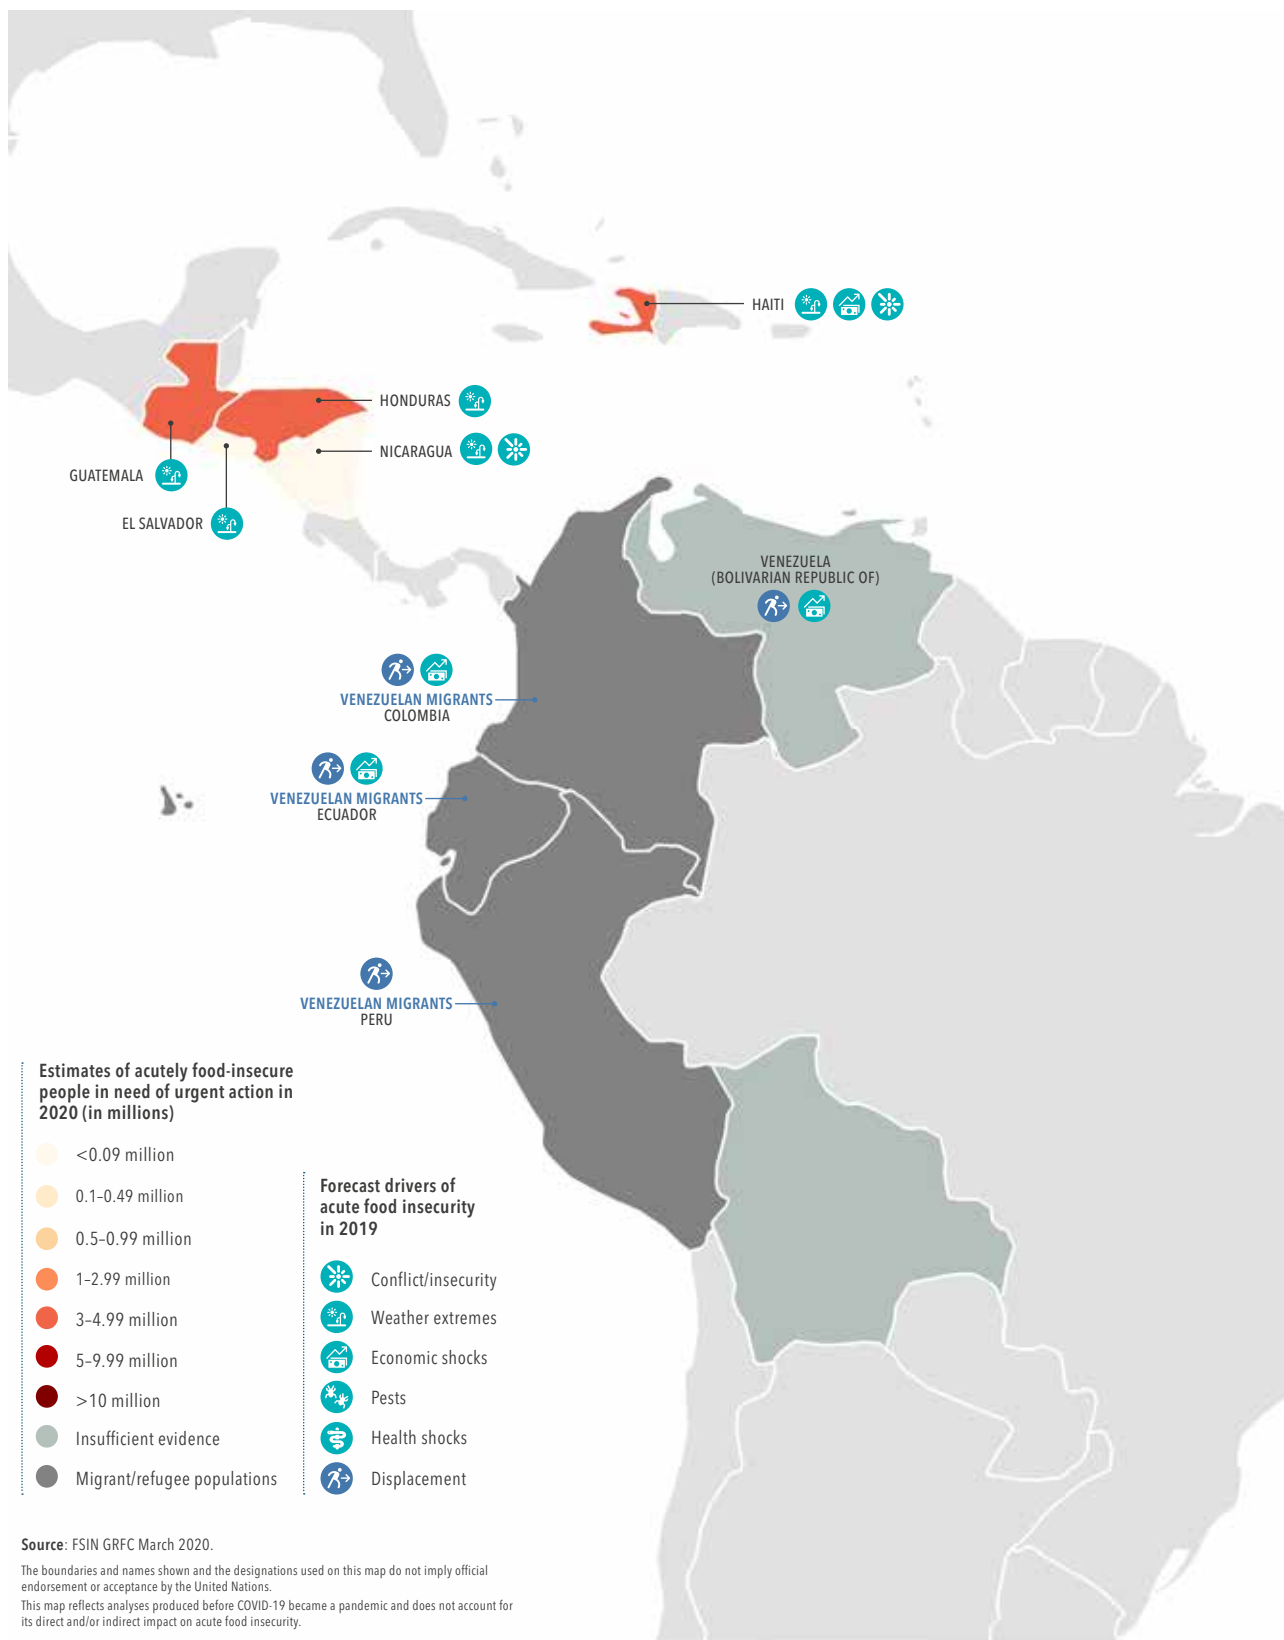 HAITI
HONDURAS
NICARAGUA
GUATEMALA
EL SALVADOR
VENEZUELA
(BOLIVARIAN REPUBLIC OF)
VENEZUELAN MIGRANTS
COLOMBIA
VENEZUELAN MIGRANTS
ECUADOR
VENEZUELAN MIGRANTS
PERU
Estimates of acutely food-insecure
people in need of urgent action in
2020 (in millions)
<0.09 million
0.1–0.49 million
0.5–0.99 million
1–2.99 million
3–4.99 million
5–9.99 million
>10 million
Insufficient evidence
Migrant/refugee populations
Forecast drivers of
acute food insecurity
in 2019
Conflict/insecurity
Weather extremes
Economic shocks
Pests
Health shocks
Displacement
Source: FSIN GRFC March 2020.
The boundaries and names shown and the designations used on this map do not imply official
endorsement or acceptance by the United Nations.
This map reflects analyses produced before COVID-19 became a pandemic and does not account for
its direct and/or indirect impact on acute food insecurity.